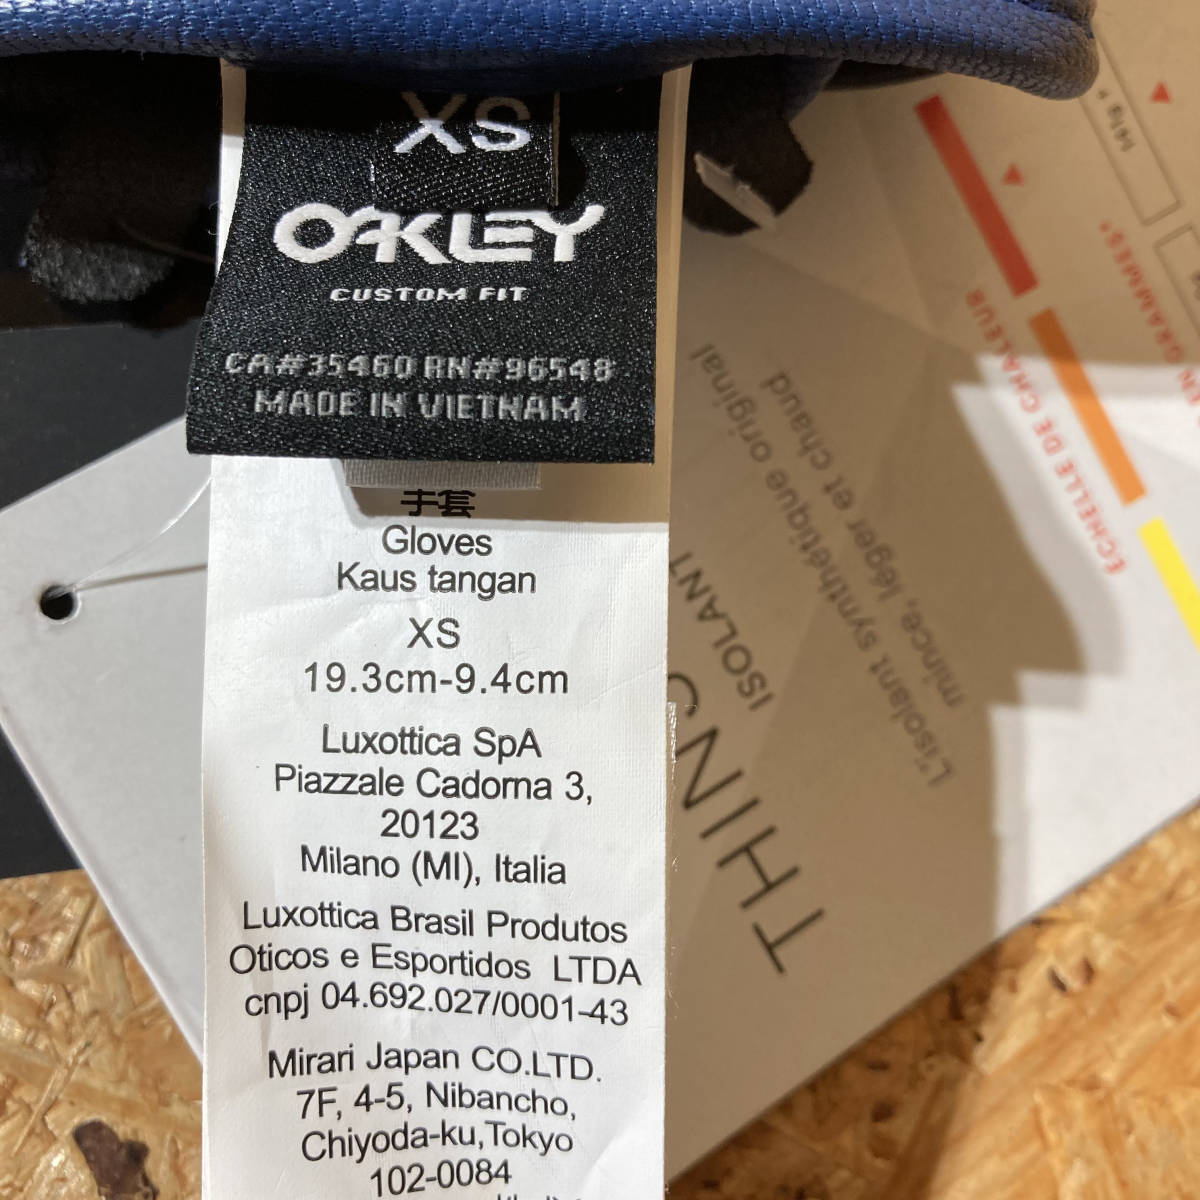 XS
OAKLEY
CUSTOM FIT
CA#35460 RN#96548
MADE IN VIETNAM
手套
Gloves
Kaus tangan
XS
19.3cm-9.4cm
Luxottica SpA
Piazzale Cadorna 3,
20123
Milano (MI), Italia
Luxottica Brasil Produtos
Oticos e Esportidos LTDA
cnpj 04.692.027/0001-43
Mirari Japan CO.LTD.
7F, 4-5, Nibancho,
Chiyoda-ku,Tokyo
102-0084
THINS
ISOLANT
L'isolant synthétique original
mince, léger et chaud
ÉCHELLE DE CHALEUR
EN GRAMMES*